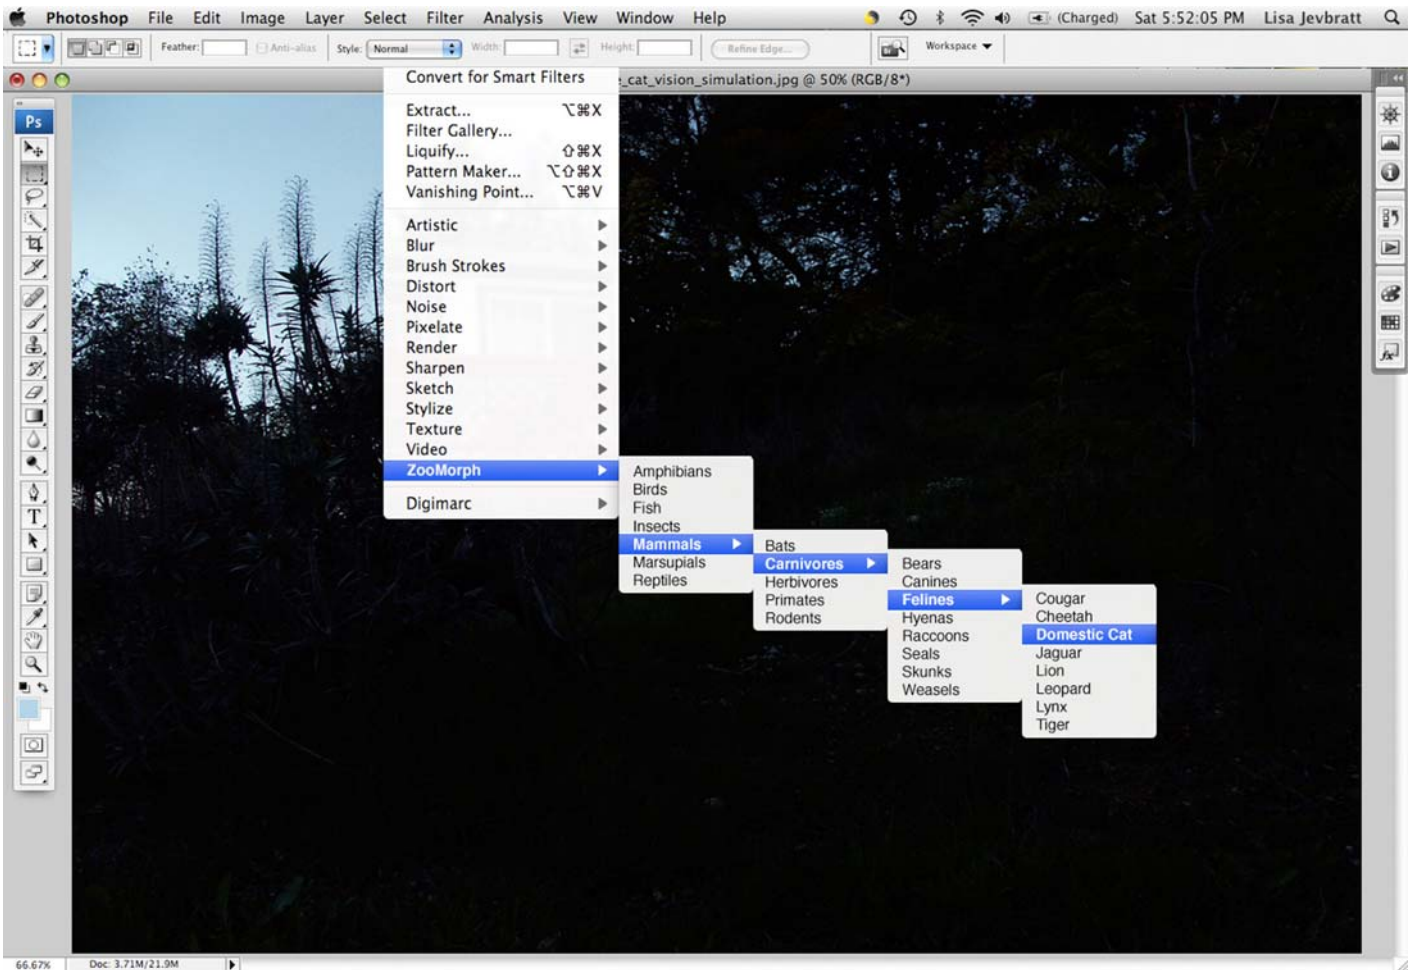 Photoshop File Edit Image Layer Select Filter Analysis View Window Help (Charged) Sat 5:52:05 PM Lisa Jevbratt
Feather: Anti-alias Style: Normal Width: Height: Refine Edge... Workspace
e_cat_vision_simulation.jpg @ 50% (RGB/8*)
Ps
Convert for Smart Filters
Extract... ⌥⌘X
Filter Gallery...
Liquify... ⇧⌘X
Pattern Maker... ⌥⇧⌘X
Vanishing Point... ⌥⌘V
Artistic
Blur
Brush Strokes
Distort
Noise
Pixelate
Render
Sharpen
Sketch
Stylize
Texture
Video
ZooMorph
Digimarc
Amphibians
Birds
Fish
Insects
Mammals
Marsupials
Reptiles
Bats
Carnivores
Herbivores
Primates
Rodents
Bears
Canines
Felines
Hyenas
Raccoons
Seals
Skunks
Weasels
Cougar
Cheetah
Domestic Cat
Jaguar
Lion
Leopard
Lynx
Tiger
66.67% Doc: 3.71M/21.9M